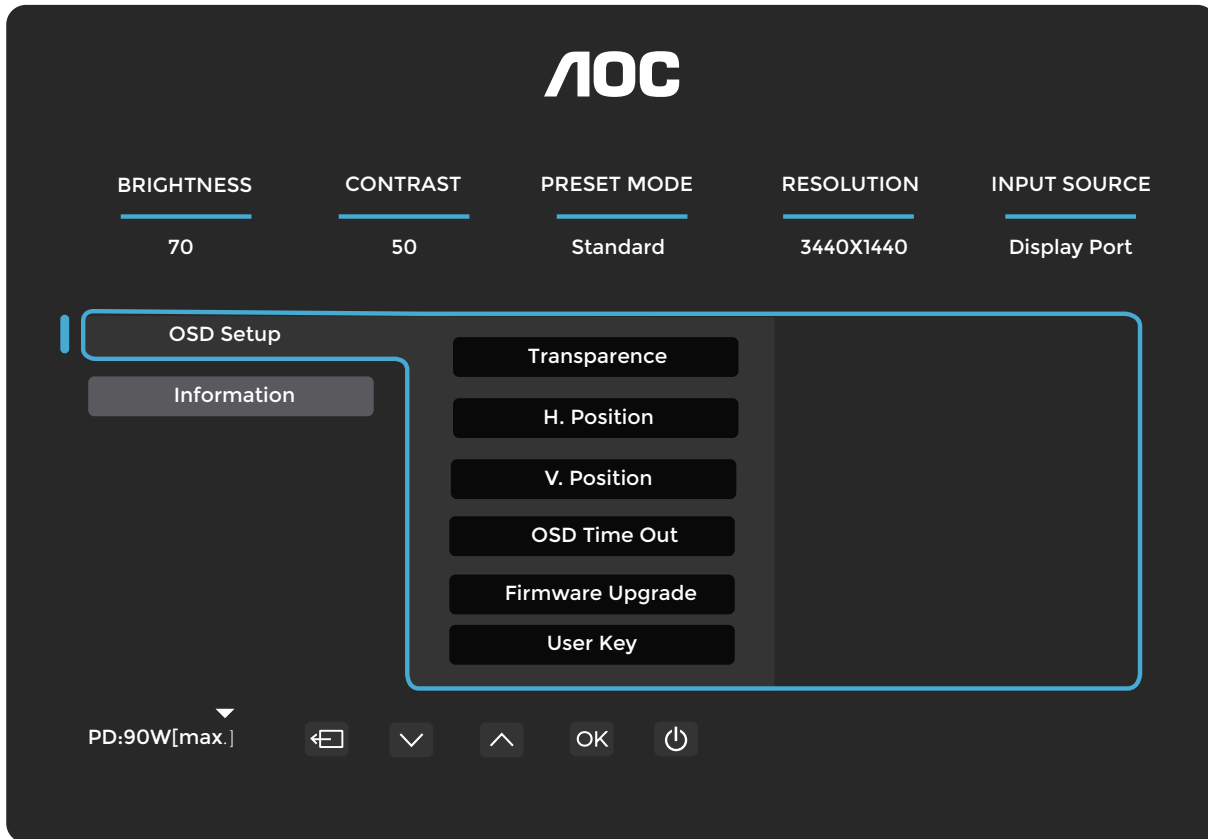 AOC
BRIGHTNESS CONTRAST PRESET MODE RESOLUTION INPUT SOURCE
70 50 Standard 3440X1440 Display Port
OSD Setup
Transparence
Information
H. Position
V. Position
OSD Time Out
Firmware Upgrade
User Key
PD:90W[max.] OK